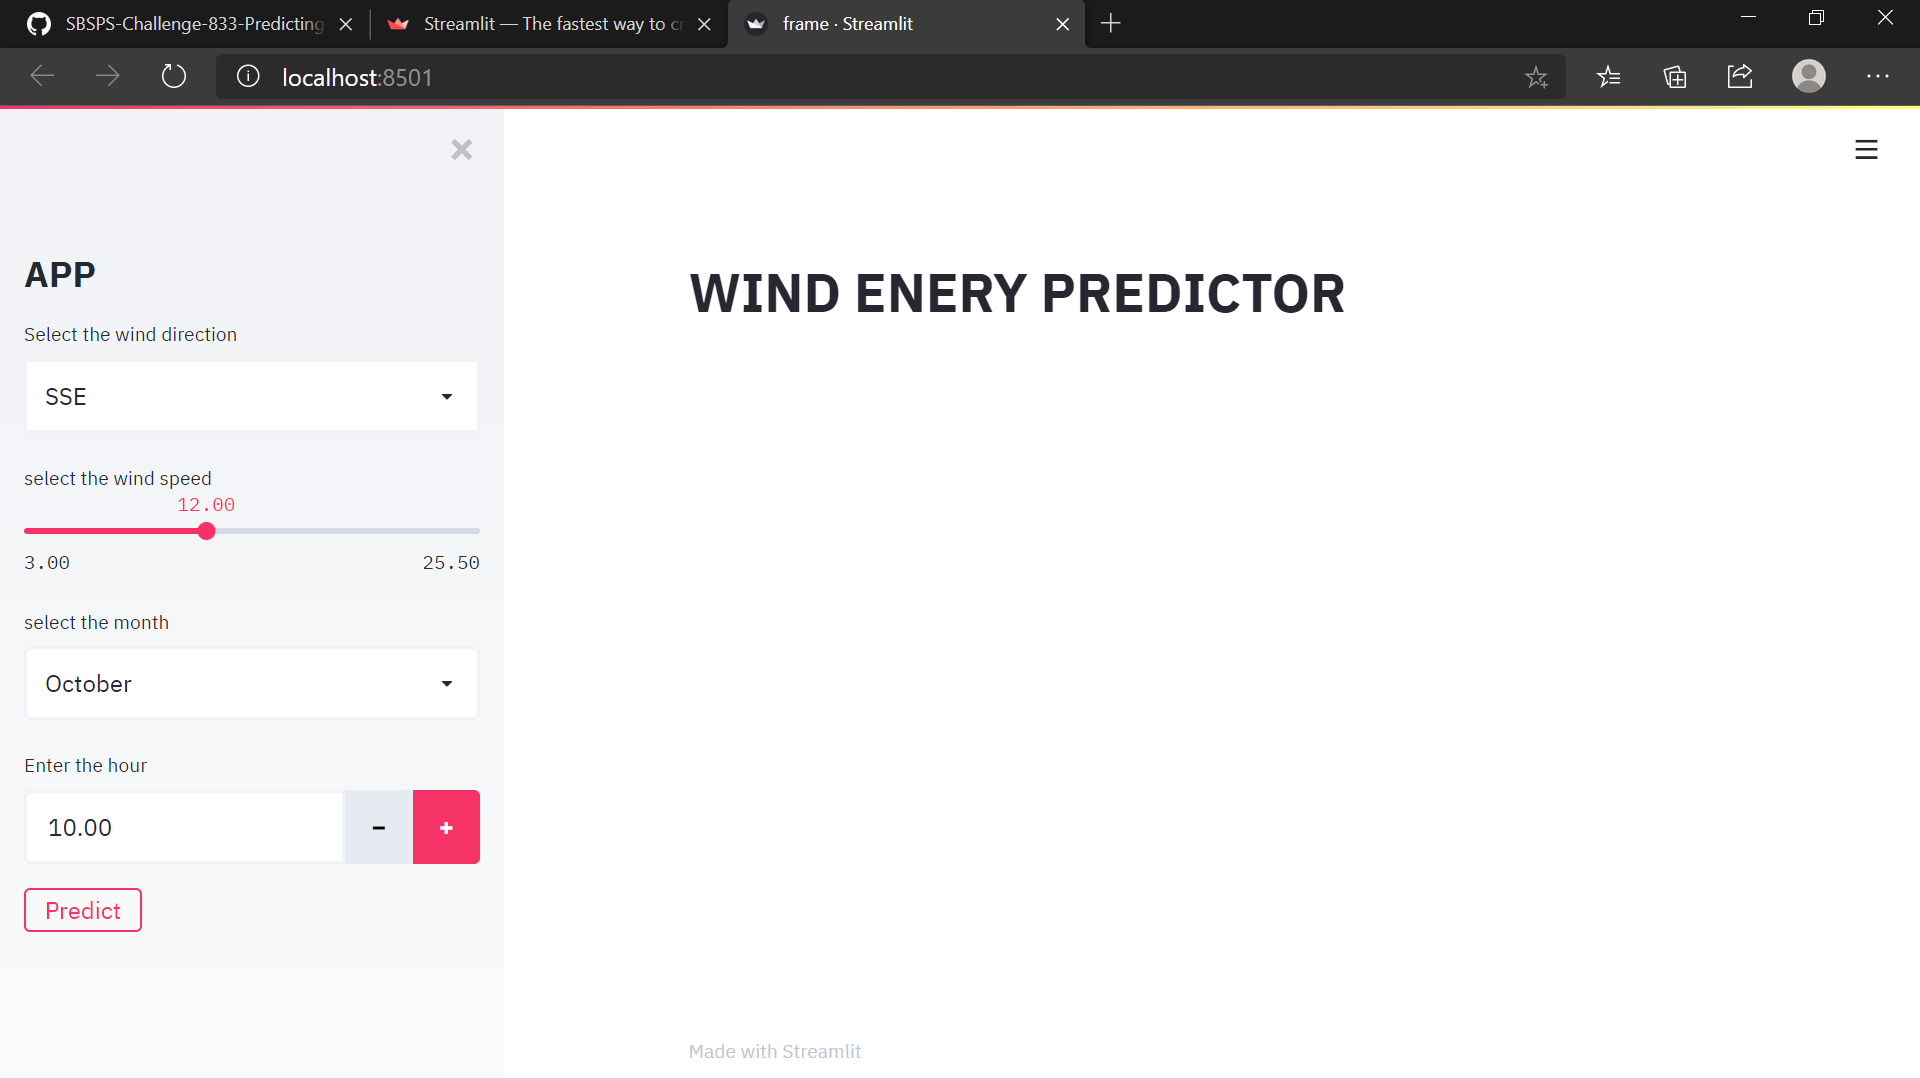 SBSPS-Challenge-833-Predicting
Streamlit — The fastest way to
frame · Streamlit
localhost:8501
APP
Select the wind direction
SSE
select the wind speed
12.00
3.00 25.50
select the month
October
Enter the hour
10.00
Predict
WIND ENERY PREDICTOR
Made with Streamlit